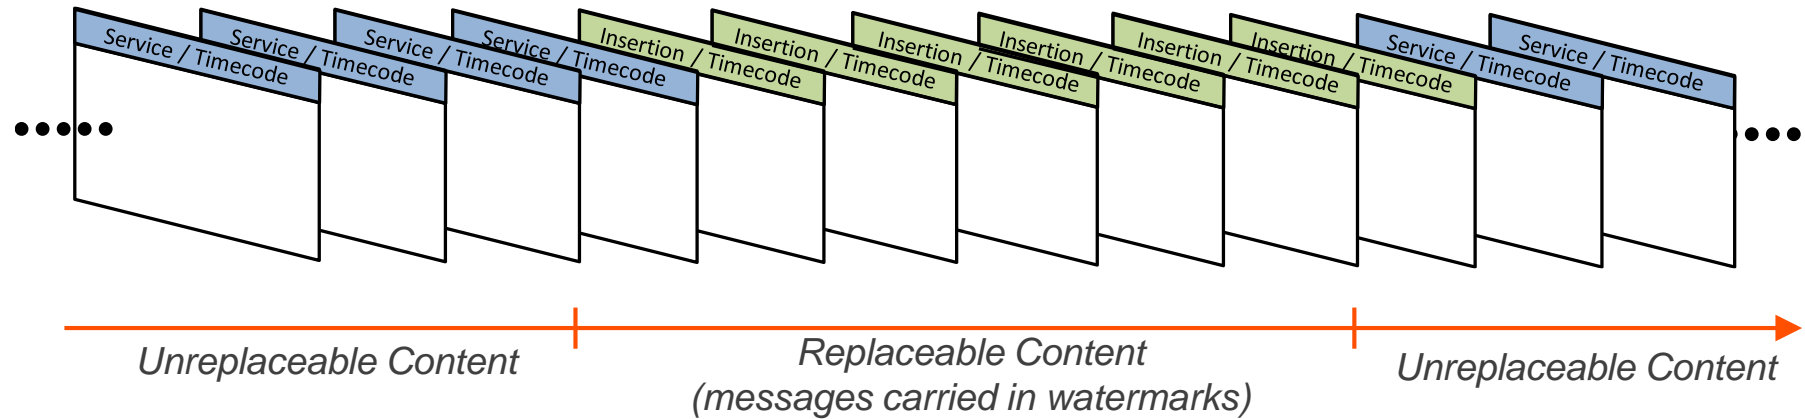 Service / Timecode
Service / Timecode
Service / Timecode
Service / Timecode
Insertion / Timecode
Insertion / Timecode
Insertion / Timecode
Insertion / Timecode
Insertion / Timecode
Insertion / Timecode
Service / Timecode
Service / Timecode
Unreplaceable Content
Replaceable Content
(messages carried in watermarks)
Unreplaceable Content